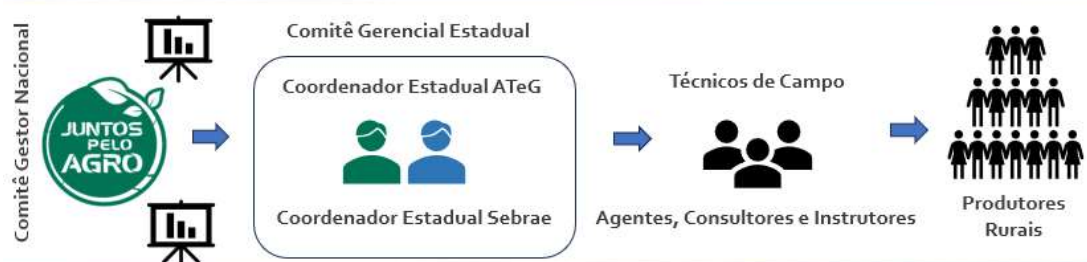 Comitê Gestor Nacional
JUNTOS
PELO
AGRO
Comitê Gerencial Estadual
Coordenador Estadual ATeG
Coordenador Estadual Sebrae
Técnicos de Campo
Agentes, Consultores e Instrutores
Produtores
Rurais